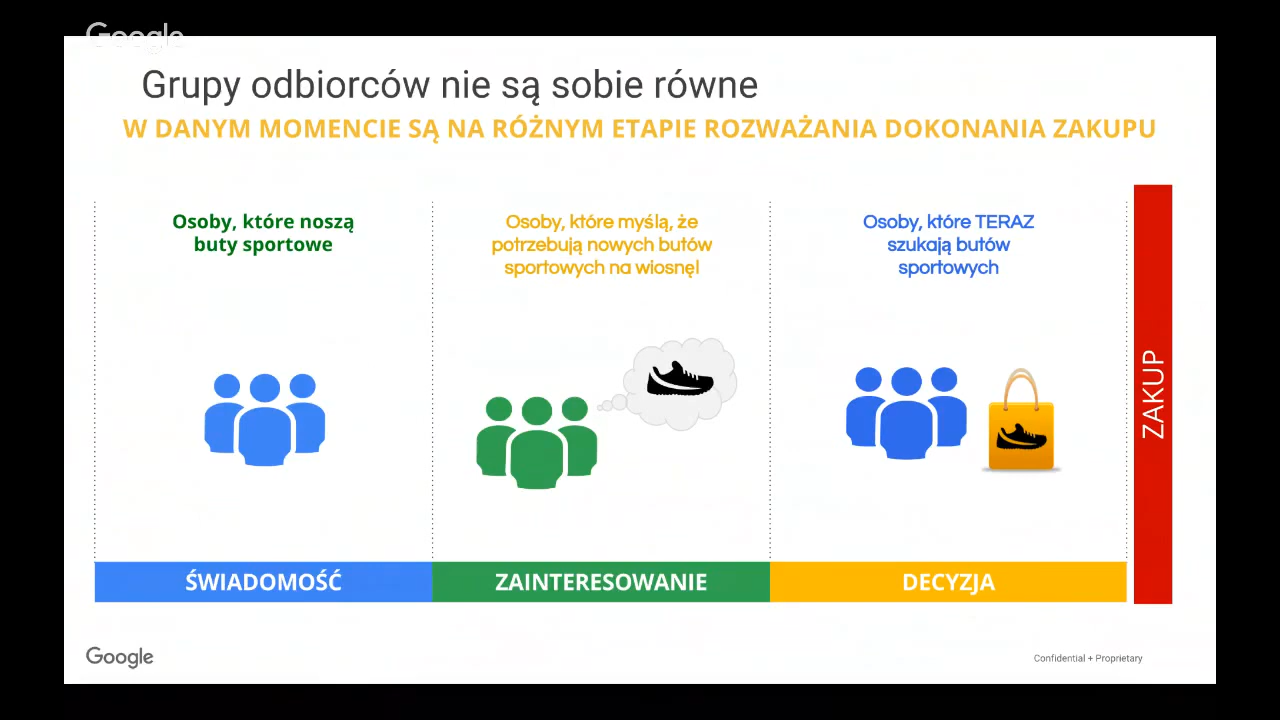 Google
Grupy odbiorców nie są sobie równe
W DANYM MOMENCIE SĄ NA RÓŻNYM ETAPIE ROZWAŻANIA DOKONANIA ZAKUPU
Osoby, które noszą
buty sportowe
Osoby, które myślą, że
potrzebują nowych butów
sportowych na wiosnę!
Osoby, które TERAZ
szukają butów
sportowych
ZAKUP
ŚWIADOMOŚĆ
ZAINTERESOWANIE
DECYZJA
Google
Confidential + Proprietary